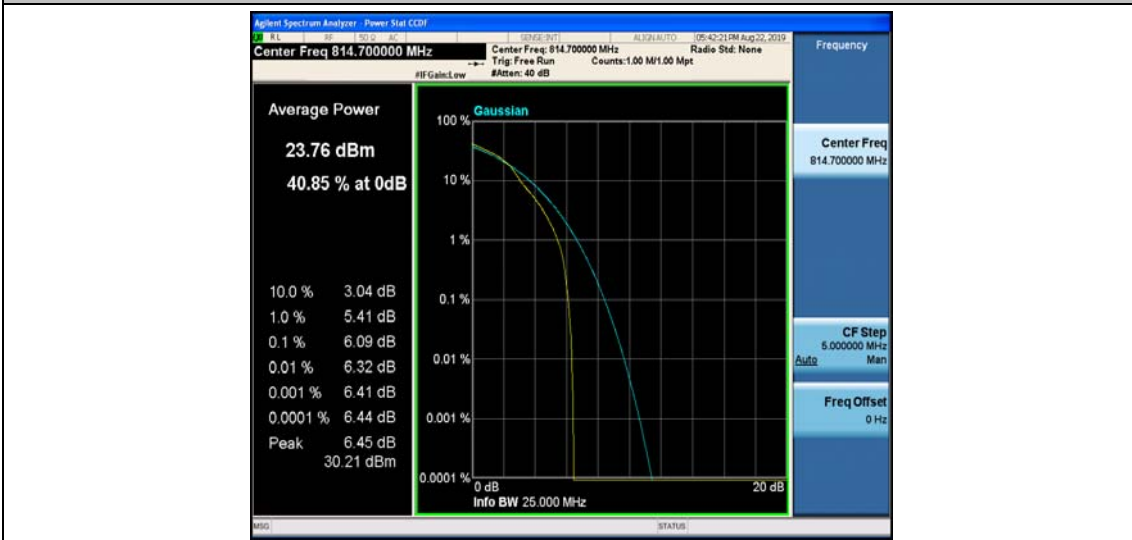 Agilent Spectrum Analyzer - Power Stat CCDF
RL RF 50 Ω AC SENSE:INT ALIGN AUTO 05:42:21 PM Aug 22, 2019
Center Freq 814.700000 MHz
Center Freq: 814.700000 MHz Radio Std: None
Trig: Free Run Counts:1.00 M/1.00 Mpt
#IFGain:Low #Atten: 40 dB
Average Power
23.76 dBm
40.85 % at 0dB
10.0 % 3.04 dB
1.0 % 5.41 dB
0.1 % 6.09 dB
0.01 % 6.32 dB
0.001 % 6.41 dB
0.0001 % 6.44 dB
Peak 6.45 dB
30.21 dBm
Gaussian
100 %
10 %
1 %
0.1 %
0.01 %
0.001 %
0.0001 %
0 dB 20 dB
Info BW 25.000 MHz
Frequency
Center Freq
814.700000 MHz
CF Step
5.000000 MHz
Auto Man
Freq Offset
0 Hz
MSG STATUS